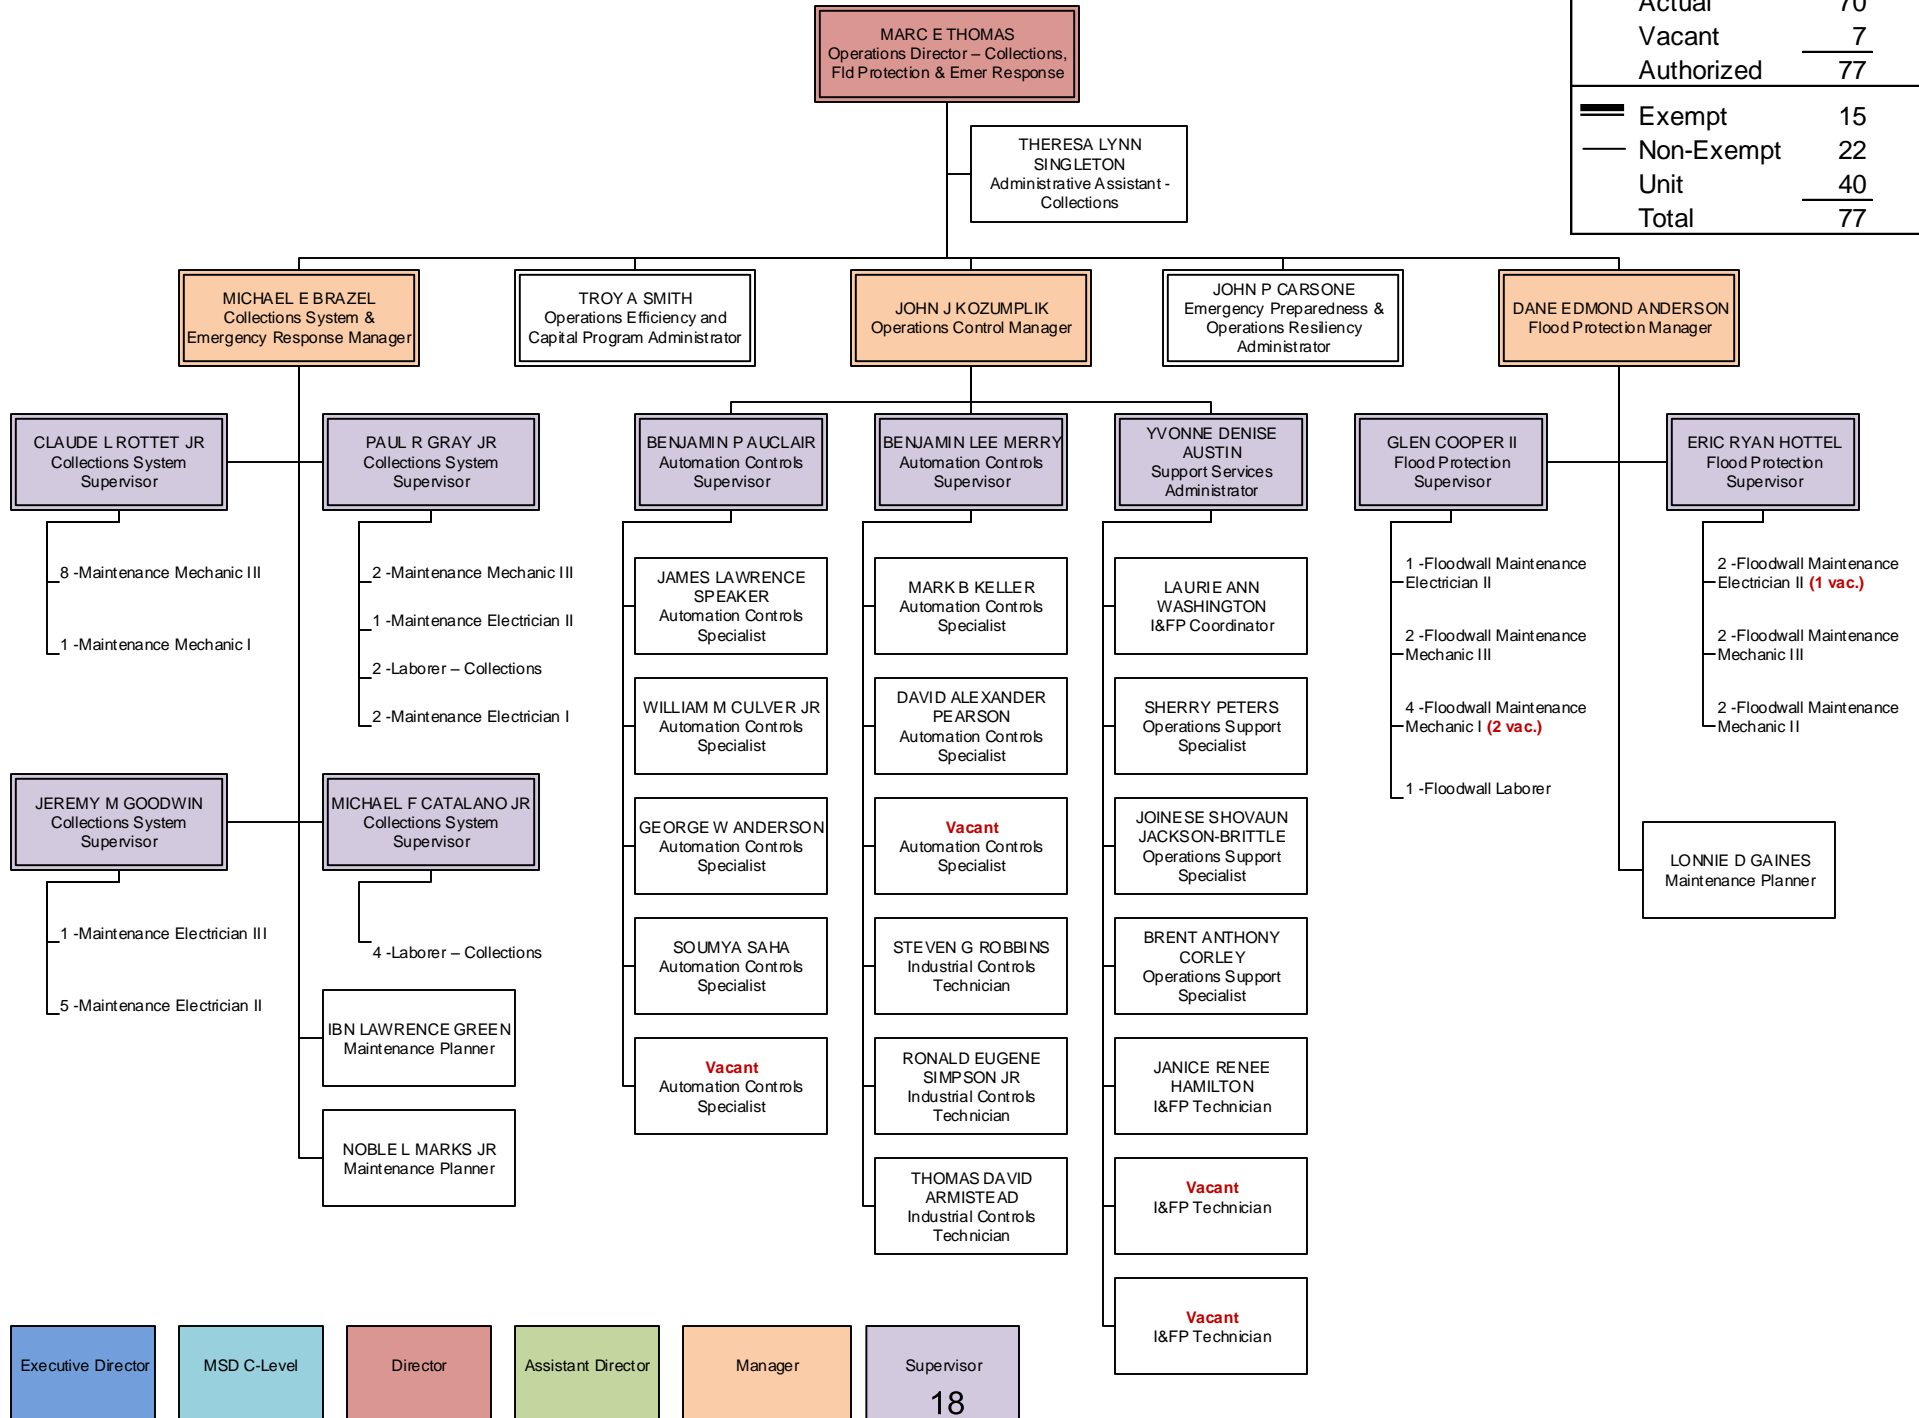 Actual 70
Vacant 7
Authorized 77
Exempt 15
Non-Exempt 22
Unit 40
Total 77
MARC E THOMAS
Operations Director – Collections,
Fld Protection & Emer Response
THERESA LYNN
SINGLETON
Administrative Assistant -
Collections
MICHAEL E BRAZEL
Collections System &
Emergency Response Manager
TROY A SMITH
Operations Efficiency and
Capital Program Administrator
JOHN J KOZUMPLIK
Operations Control Manager
JOHN P CARSONE
Emergency Preparedness &
Operations Resiliency
Administrator
DANE EDMOND ANDERSON
Flood Protection Manager
CLAUDE L ROTTET JR
Collections System
Supervisor
8 -Maintenance Mechanic III
1 -Maintenance Mechanic I
PAUL R GRAY JR
Collections System
Supervisor
2 -Maintenance Mechanic III
1 -Maintenance Electrician II
2 -Laborer – Collections
2 -Maintenance Electrician I
JEREMY M GOODWIN
Collections System
Supervisor
1 -Maintenance Electrician III
5 -Maintenance Electrician II
MICHAEL F CATALANO JR
Collections System
Supervisor
4 -Laborer – Collections
IBN LAWRENCE GREEN
Maintenance Planner
NOBLE L MARKS JR
Maintenance Planner
BENJAMIN P AUCLAIR
Automation Controls
Supervisor
JAMES LAWRENCE
SPEAKER
Automation Controls
Specialist
WILLIAM M CULVER JR
Automation Controls
Specialist
GEORGE W ANDERSON
Automation Controls
Specialist
SOUMYA SAHA
Automation Controls
Specialist
Vacant
Automation Controls
Specialist
BENJAMIN LEE MERRY
Automation Controls
Supervisor
MARK B KELLER
Automation Controls
Specialist
DAVID ALEXANDER
PEARSON
Automation Controls
Specialist
Vacant
Automation Controls
Specialist
STEVEN G ROBBINS
Industrial Controls
Technician
RONALD EUGENE
SIMPSON JR
Industrial Controls
Technician
THOMAS DAVID
ARMISTEAD
Industrial Controls
Technician
YVONNE DENISE
AUSTIN
Support Services
Administrator
LAURIE ANN
WASHINGTON
I&FP Coordinator
SHERRY PETERS
Operations Support
Specialist
JOINESE SHOVAUN
JACKSON-BRITTLE
Operations Support
Specialist
BRENT ANTHONY
CORLEY
Operations Support
Specialist
JANICE RENEE
HAMILTON
I&FP Technician
Vacant
I&FP Technician
Vacant
I&FP Technician
GLEN COOPER II
Flood Protection
Supervisor
1 -Floodwall Maintenance
Electrician II
2 -Floodwall Maintenance
Mechanic III
4 -Floodwall Maintenance
Mechanic I (2 vac.)
1 -Floodwall Laborer
ERIC RYAN HOTTEL
Flood Protection
Supervisor
2 -Floodwall Maintenance
Electrician II (1 vac.)
2 -Floodwall Maintenance
Mechanic III
2 -Floodwall Maintenance
Mechanic II
LONNIE D GAINES
Maintenance Planner
Executive Director
MSD C-Level
Director
Assistant Director
Manager
Supervisor
18